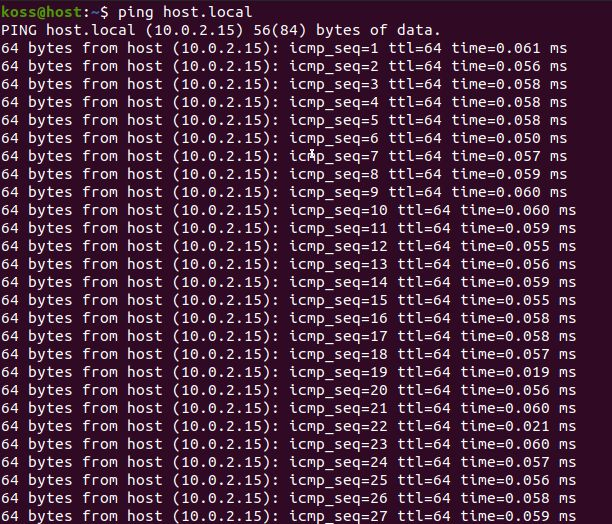 koss@host:~$ ping host.local
PING host.local (10.0.2.15) 56(84) bytes of data.
64 bytes from host (10.0.2.15): icmp_seq=1 ttl=64 time=0.061 ms
64 bytes from host (10.0.2.15): icmp_seq=2 ttl=64 time=0.056 ms
64 bytes from host (10.0.2.15): icmp_seq=3 ttl=64 time=0.058 ms
64 bytes from host (10.0.2.15): icmp_seq=4 ttl=64 time=0.058 ms
64 bytes from host (10.0.2.15): icmp_seq=5 ttl=64 time=0.058 ms
64 bytes from host (10.0.2.15): icmp_seq=6 ttl=64 time=0.050 ms
64 bytes from host (10.0.2.15): icmp_seq=7 ttl=64 time=0.057 ms
64 bytes from host (10.0.2.15): icmp_seq=8 ttl=64 time=0.059 ms
64 bytes from host (10.0.2.15): icmp_seq=9 ttl=64 time=0.060 ms
64 bytes from host (10.0.2.15): icmp_seq=10 ttl=64 time=0.060 ms
64 bytes from host (10.0.2.15): icmp_seq=11 ttl=64 time=0.059 ms
64 bytes from host (10.0.2.15): icmp_seq=12 ttl=64 time=0.055 ms
64 bytes from host (10.0.2.15): icmp_seq=13 ttl=64 time=0.056 ms
64 bytes from host (10.0.2.15): icmp_seq=14 ttl=64 time=0.059 ms
64 bytes from host (10.0.2.15): icmp_seq=15 ttl=64 time=0.055 ms
64 bytes from host (10.0.2.15): icmp_seq=16 ttl=64 time=0.058 ms
64 bytes from host (10.0.2.15): icmp_seq=17 ttl=64 time=0.058 ms
64 bytes from host (10.0.2.15): icmp_seq=18 ttl=64 time=0.057 ms
64 bytes from host (10.0.2.15): icmp_seq=19 ttl=64 time=0.019 ms
64 bytes from host (10.0.2.15): icmp_seq=20 ttl=64 time=0.056 ms
64 bytes from host (10.0.2.15): icmp_seq=21 ttl=64 time=0.060 ms
64 bytes from host (10.0.2.15): icmp_seq=22 ttl=64 time=0.021 ms
64 bytes from host (10.0.2.15): icmp_seq=23 ttl=64 time=0.060 ms
64 bytes from host (10.0.2.15): icmp_seq=24 ttl=64 time=0.057 ms
64 bytes from host (10.0.2.15): icmp_seq=25 ttl=64 time=0.056 ms
64 bytes from host (10.0.2.15): icmp_seq=26 ttl=64 time=0.058 ms
64 bytes from host (10.0.2.15): icmp_seq=27 ttl=64 time=0.059 ms